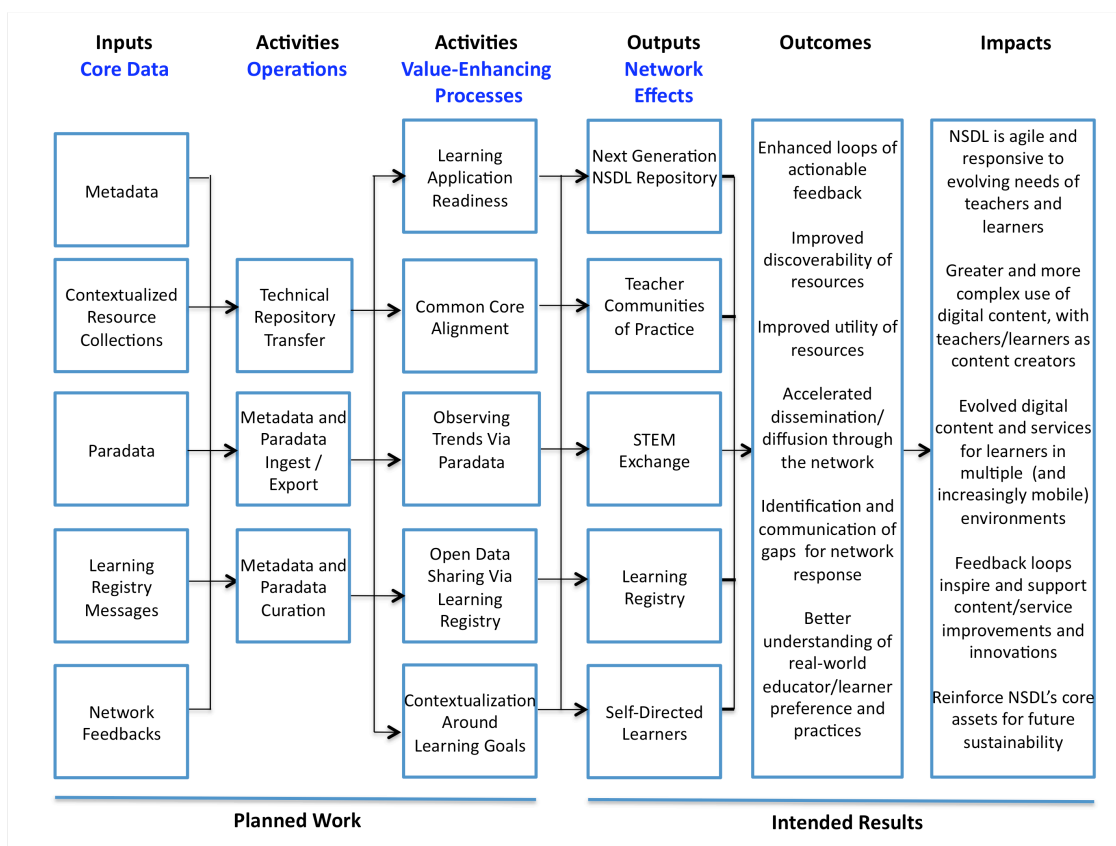 Inputs
Core Data
Activities
Operations
Activities
Value-Enhancing
Processes
Outputs
Network
Effects
Outcomes
Impacts
Metadata
Contextualized
Resource
Collections
Paradata
Learning
Registry
Messages
Network
Feedbacks
Technical
Repository
Transfer
Metadata and
Paradata
Ingest /
Export
Metadata and
Paradata
Curation
Learning
Application
Readiness
Common Core
Alignment
Observing
Trends Via
Paradata
Open Data
Sharing Via
Learning
Registry
Contextualization
Around
Learning Goals
Next Generation
NSDL Repository
Teacher
Communities
of Practice
STEM
Exchange
Learning
Registry
Self-Directed
Learners
Enhanced loops of
actionable
feedback
Improved
discoverability of
resources
Improved utility of
resources
Accelerated
dissemination/
diffusion through
the network
Identification and
communication of
gaps for network
response
Better
understanding of
real-world
educator/learner
preference and
practices
NSDL is agile and
responsive to
evolving needs of
teachers and
learners
Greater and more
complex use of
digital content, with
teachers/learners as
content creators
Evolved digital
content and services
for learners in
multiple (and
increasingly mobile)
environments
Feedback loops
inspire and support
content/service
improvements and
innovations
Reinforce NSDL's core
assets for future
sustainability
Planned Work
Intended Results